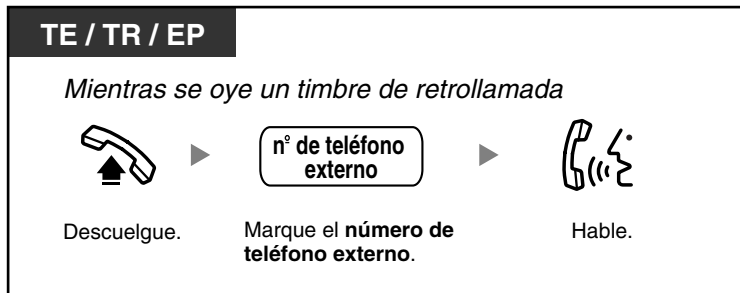 TE / TR / EP
Mientras se oye un timbre de retrollamada
n° de teléfono
externo
Descuelgue.
Marque el número de
teléfono externo.
Hable.